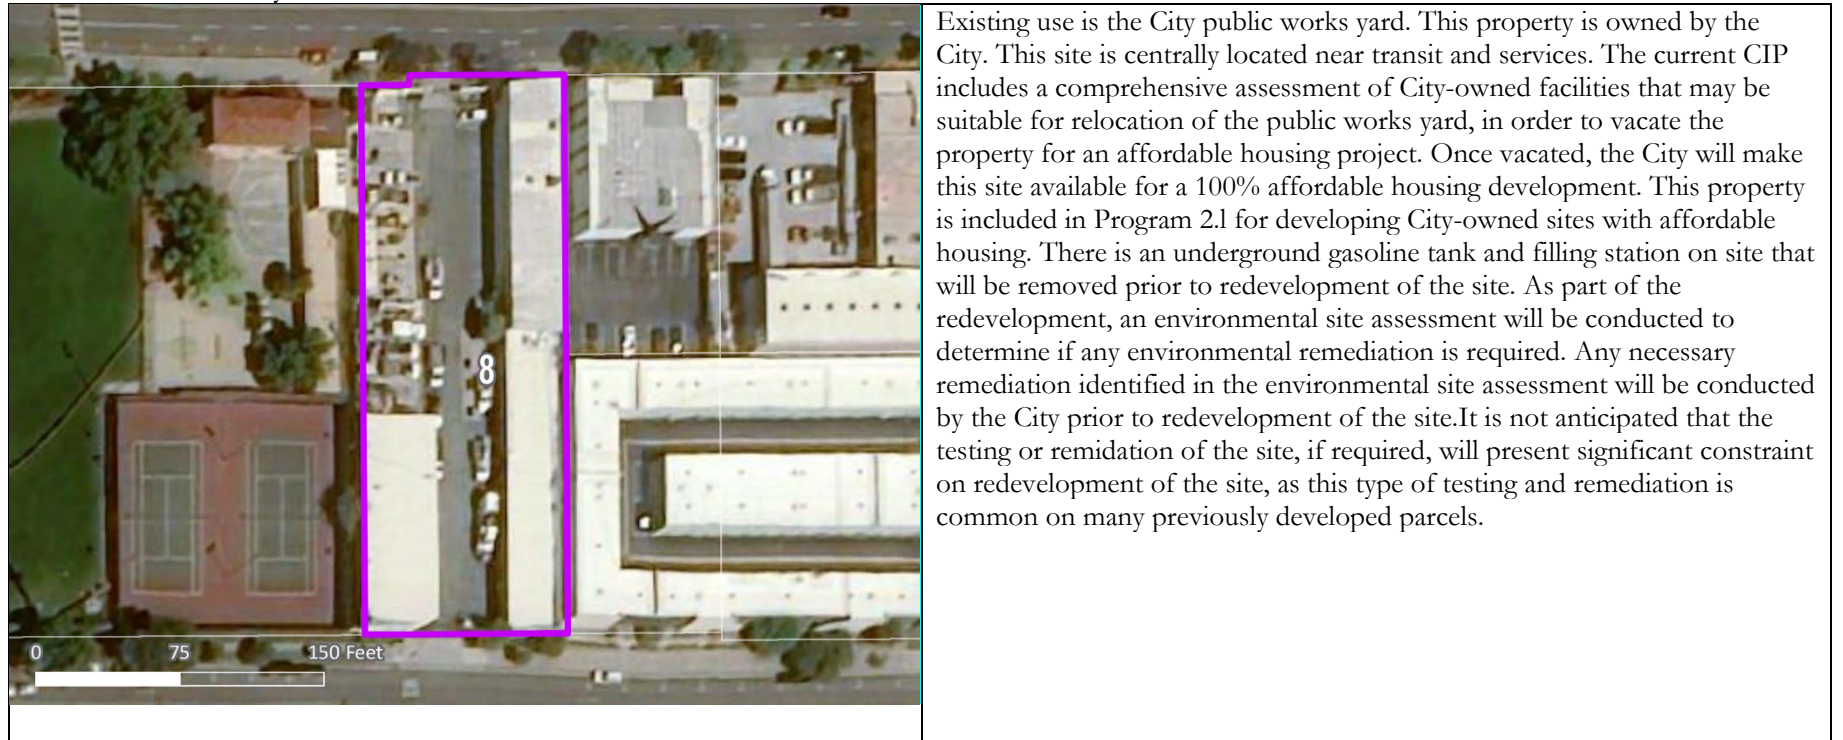 8
0 75 150 Feet
Existing use is the City public works yard. This property is owned by the
City. This site is centrally located near transit and services. The current CIP
includes a comprehensive assessment of City-owned facilities that may be
suitable for relocation of the public works yard, in order to vacate the
property for an affordable housing project. Once vacated, the City will make
this site available for a 100% affordable housing development. This property
is included in Program 2.l for developing City-owned sites with affordable
housing. There is an underground gasoline tank and filling station on site that
will be removed prior to redevelopment of the site. As part of the
redevelopment, an environmental site assessment will be conducted to
determine if any environmental remediation is required. Any necessary
remediation identified in the environmental site assessment will be conducted
by the City prior to redevelopment of the site.It is not anticipated that the
testing or remidation of the site, if required, will present significant constraint
on redevelopment of the site, as this type of testing and remediation is
common on many previously developed parcels.